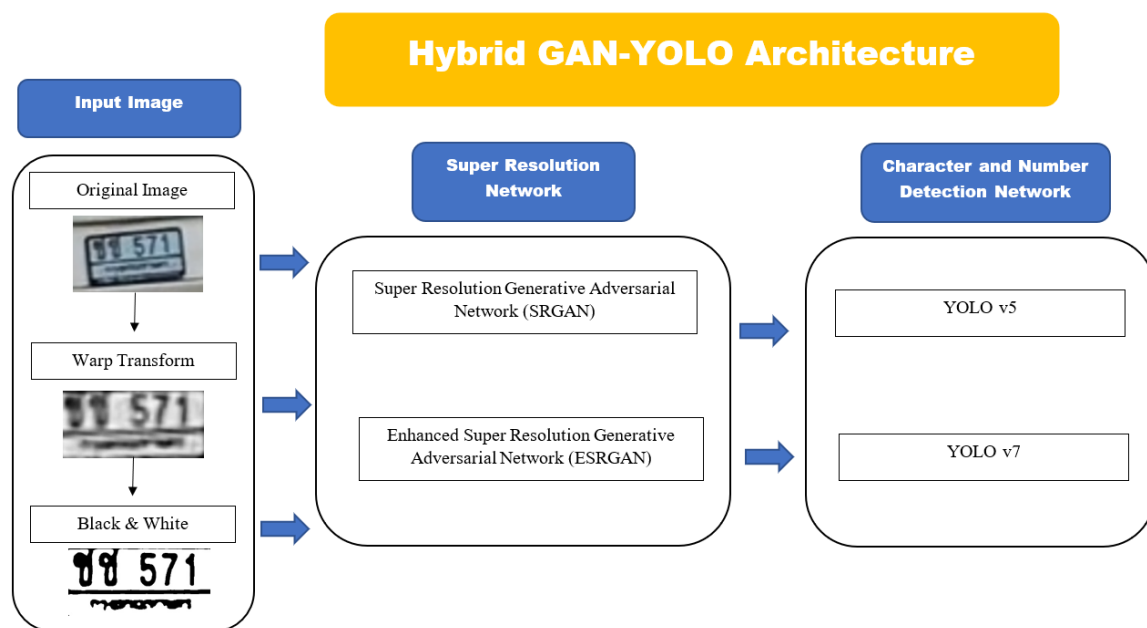 Hybrid GAN-YOLO Architecture
Input Image
Original Image
ชช 571
Warp Transform
ชช 571
Black & White
ชช 571
Super Resolution
Network
Super Resolution Generative Adversarial
Network (SRGAN)
Enhanced Super Resolution Generative
Adversarial Network (ESRGAN)
Character and Number
Detection Network
YOLO v5
YOLO v7